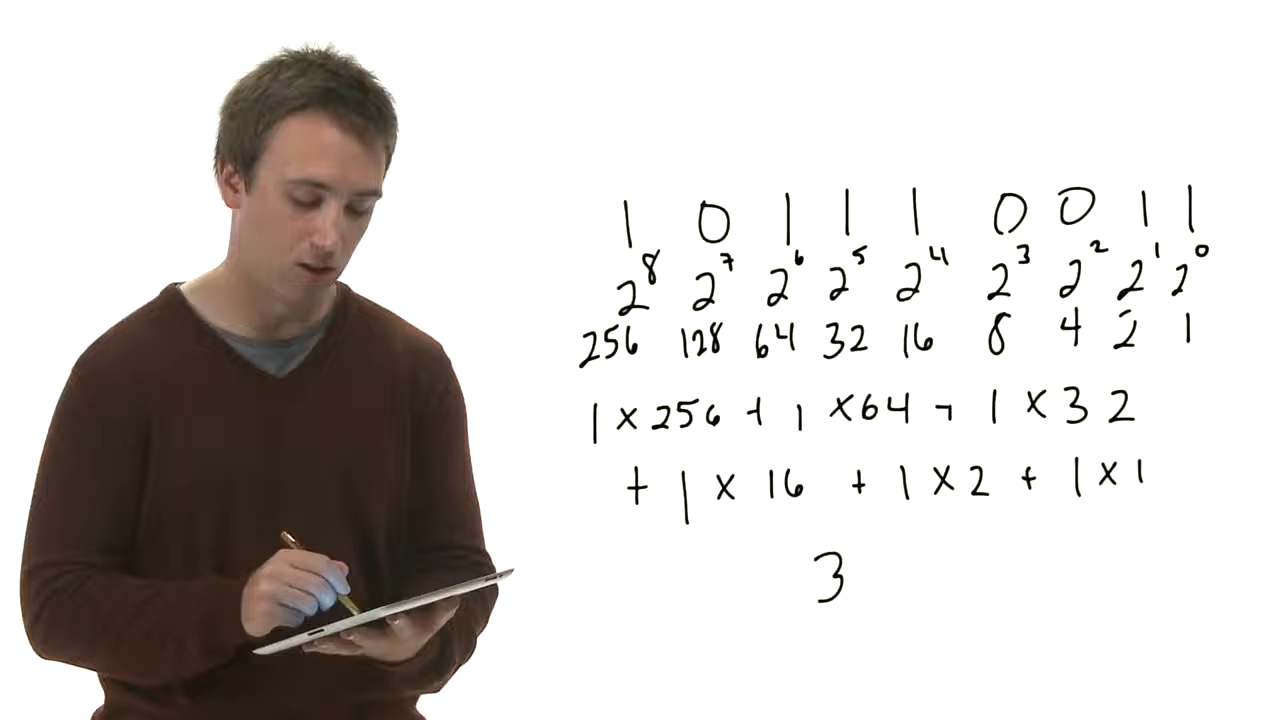 1 0 1 1 1 0 0 1 1
2⁸ 2⁷ 2⁶ 2⁵ 2⁴ 2³ 2² 2¹ 2⁰
256 128 64 32 16 8 4 2 1
1 × 256 + 1 × 64 + 1 × 32
+ 1 × 16 + 1 × 2 + 1 × 1
3